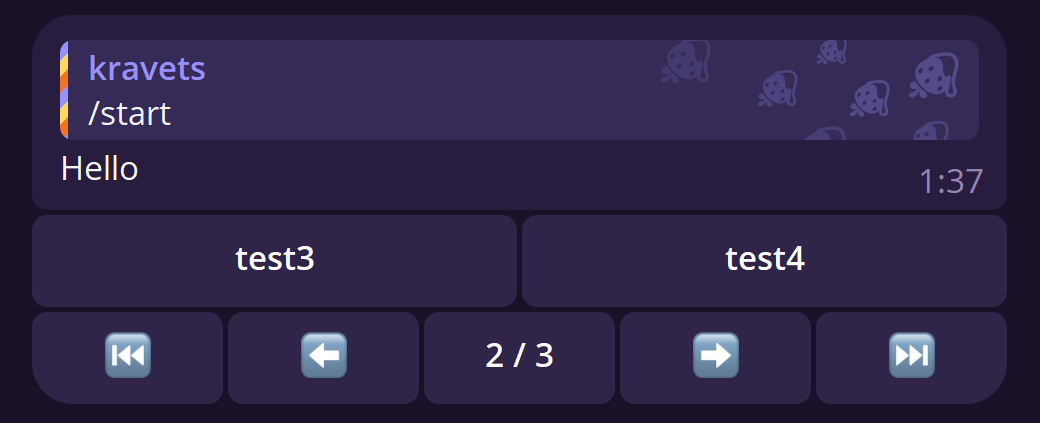 kravets
/start
Hello
1:37
test3
test4
⏮️ ⬅️ 2 / 3 ➡️ ⏭️